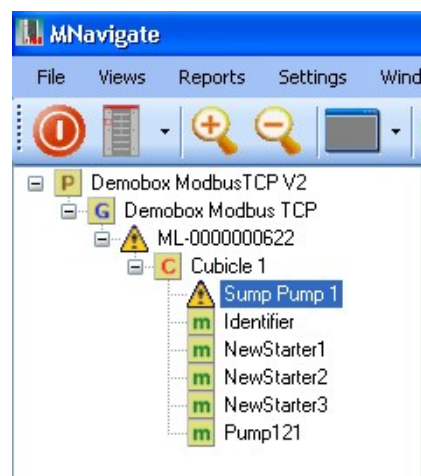 MNavigate
File Views Reports Settings Wind
P Demobox ModbusTCP V2
G Demobox Modbus TCP
ML-0000000622
C Cubicle 1
Sump Pump 1
m Identifier
m NewStarter1
m NewStarter2
m NewStarter3
m Pump121